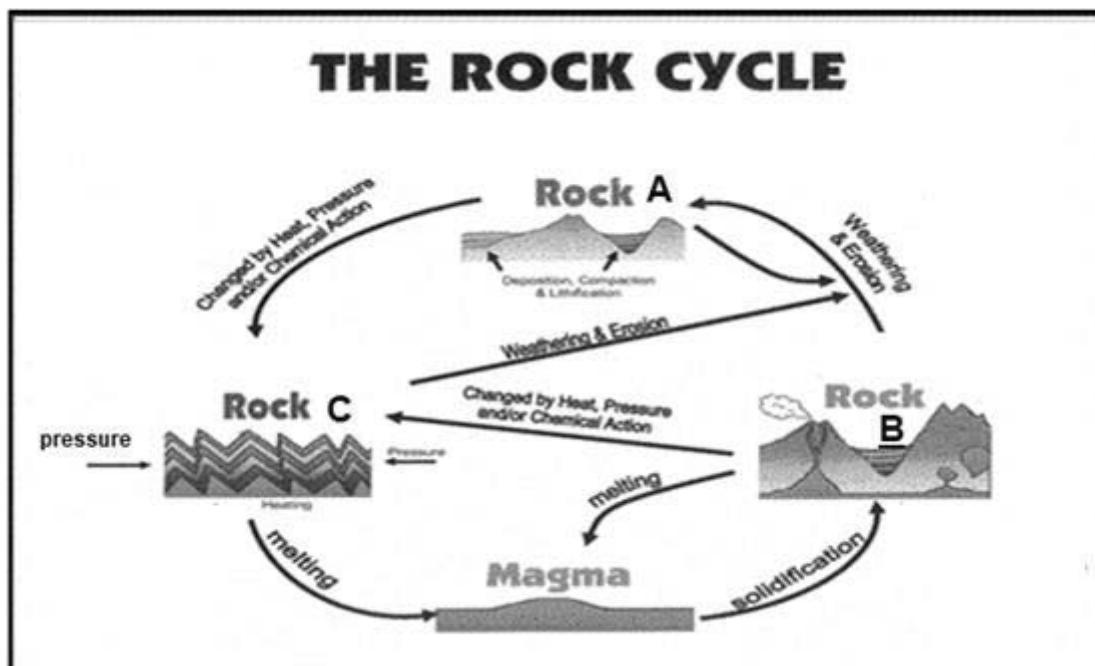 THE ROCK CYCLE
Rock A
Deposition, Compaction
& Lithification
Changed by Heat, Pressure
and/or Chemical Action
Weathering
& Erosion
Weathering & Erosion
Changed by Heat, Pressure
and/or Chemical Action
Rock C
pressure
Pressure
Heating
Rock
B
melting
melting
Magma
solidification